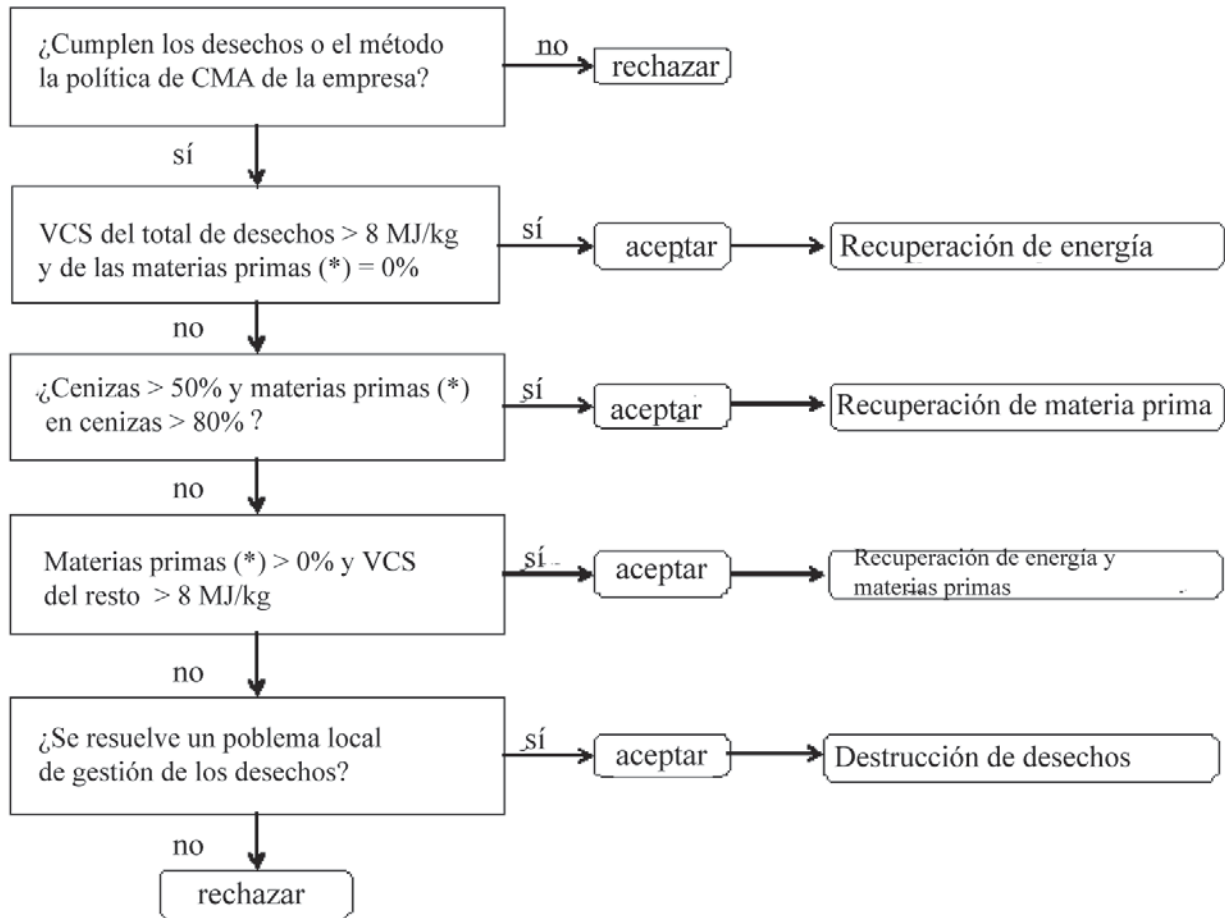 ¿Cumplen los desechos o el método
la política de CMA de la empresa?
no
rechazar
sí
VCS del total de desechos > 8 MJ/kg
y de las materias primas (*) = 0%
sí
aceptar
Recuperación de energía
no
¿Cenizas > 50% y materias primas (*)
en cenizas > 80% ?
sí
aceptar
Recuperación de materia prima
no
Materias primas (*) > 0% y VCS
del resto > 8 MJ/kg
sí
aceptar
Recuperación de energía y
materias primas
no
¿Se resuelve un poblema local
de gestión de los desechos?
sí
aceptar
Destrucción de desechos
no
rechazar